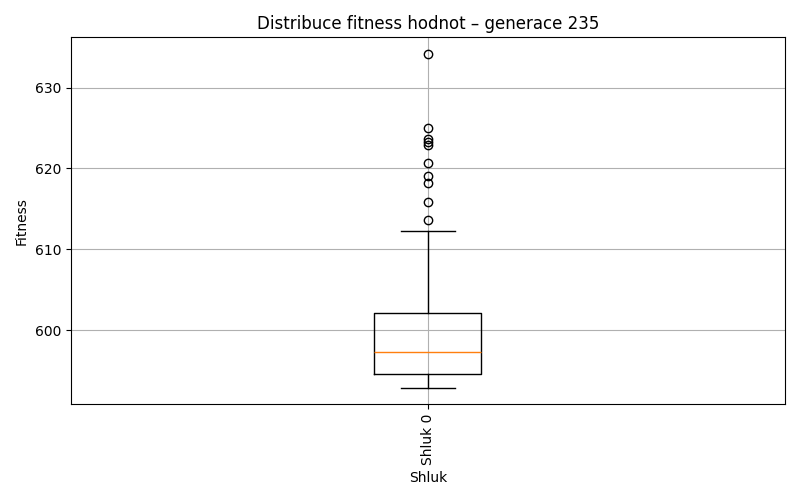 Distribuce fitness hodnot – generace 235
630
620
610
600
Fitness
Shluk 0
Shluk